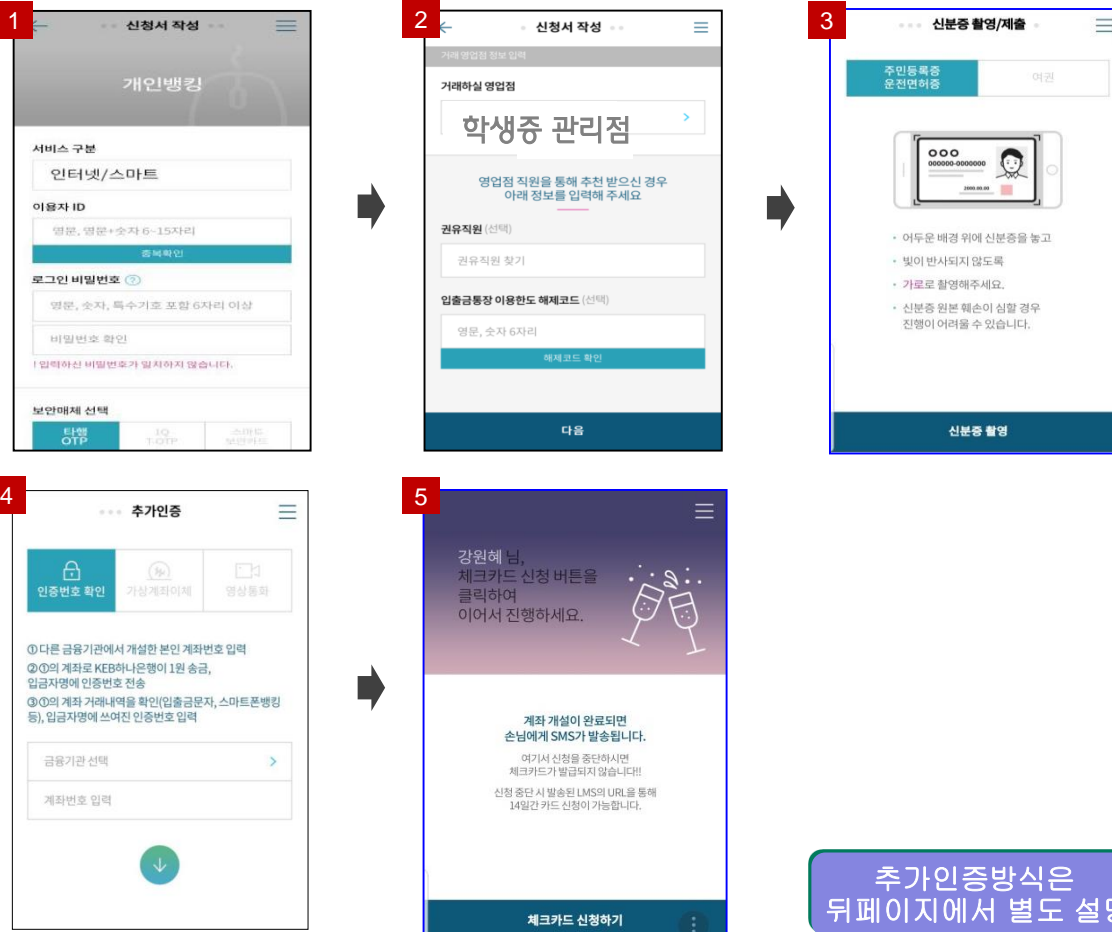 1
신청서 작성
개인뱅킹
서비스 구분
인터넷/스마트
이용자 ID
영문, 영문+숫자 6~15자리
중복확인
로그인 비밀번호 ?
영문, 숫자, 특수기호 포함 6자리 이상
비밀번호 확인
! 입력하신 비밀번호가 일치하지 않습니다.
보안매체 선택
타행
OTP
1Q
T-OTP
스마트
보안카드
2
신청서 작성
거래영업점 정보 입력
거래하실 영업점
학생증 관리점
영업점 직원을 통해 추천 받으신 경우
아래 정보를 입력해 주세요
권유직원 (선택)
권유직원 찾기
입출금통장 이용한도 해제코드 (선택)
영문, 숫자 6자리
해제코드 확인
다음
3
신분증 촬영/제출
주민등록증
운전면허증
여권
000
000000-0000000
2000.00.00
• 어두운 배경 위에 신분증을 놓고
• 빛이 반사되지 않도록
• 가로로 촬영해주세요.
• 신분증 원본 훼손이 심할 경우
진행이 어려울 수 있습니다.
신분증 촬영
4
추가인증
인증번호 확인
가상계좌이체
영상통화
① 다른 금융기관에서 개설한 본인 계좌번호 입력
② ①의 계좌로 KEB하나은행이 1원 송금,
입금자명에 인증번호 전송
③ ①의 계좌 거래내역을 확인(입출금문자, 스마트폰뱅킹
등), 입금자명에 쓰여진 인증번호 입력
금융기관 선택
계좌번호 입력
5
강원혜 님,
체크카드 신청 버튼을
클릭하여
이어서 진행하세요.
계좌 개설이 완료되면
손님에게 SMS가 발송됩니다.
여기서 신청을 중단하시면
체크카드가 발급되지 않습니다!!
신청 중단 시 발송된 LMS의 URL을 통해
14일간 카드 신청이 가능합니다.
체크카드 신청하기
추가인증방식은
뒤페이지에서 별도 설명